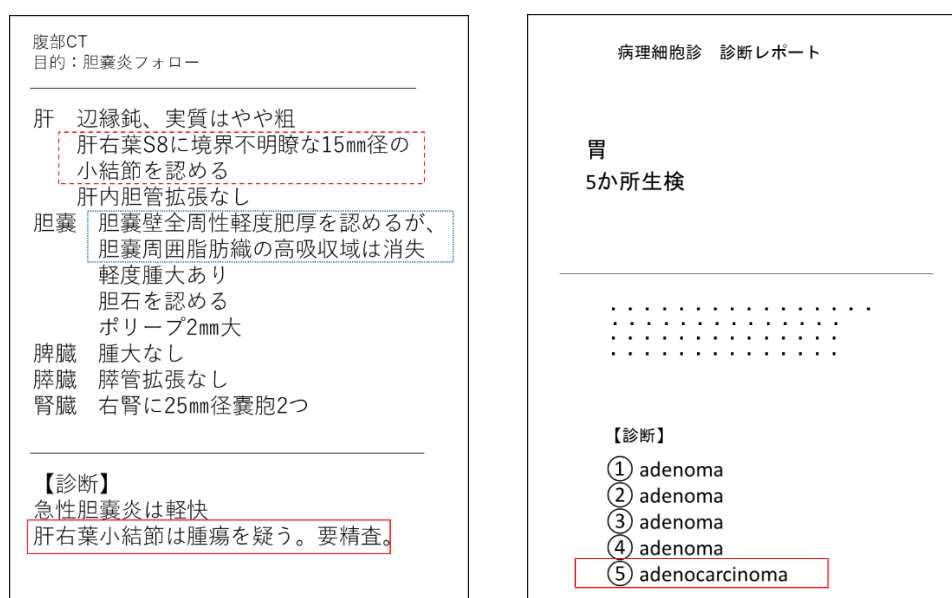 腹部CT
目的：胆嚢炎フォロー
肝　辺縁鈍、実質はやや粗
肝右葉S8に境界不明瞭な15㎜径の
小結節を認める
肝内胆管拡張なし
胆嚢　胆嚢壁全周性軽度肥厚を認めるが、
胆嚢周囲脂肪織の高吸収域は消失
軽度腫大あり
胆石を認める
ポリープ2㎜大
脾臓　腫大なし
膵臓　膵管拡張なし
腎臓　右腎に25㎜径嚢胞2つ
【診断】
急性胆嚢炎は軽快
肝右葉小結節は腫瘍を疑う。要精査。
病理細胞診　診断レポート
胃
5か所生検
【診断】
① adenoma
② adenoma
③ adenoma
④ adenoma
⑤ adenocarcinoma